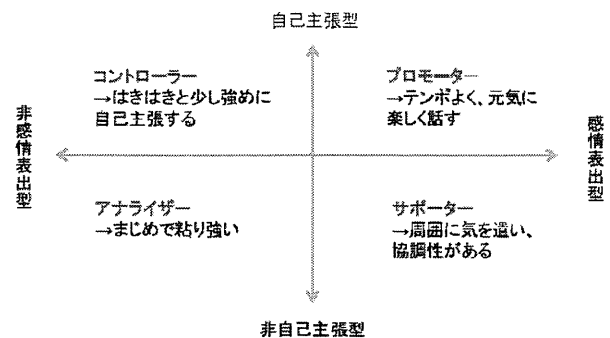 自己主張型
コントローラー
→はきはきと少し強めに
自己主張する
プロモーター
→テンポよく、元気に
楽しく話す
非感情表出型
感情表出型
アナライザー
→まじめで粘り強い
サポーター
→周囲に気を遣い、
協調性がある
非自己主張型